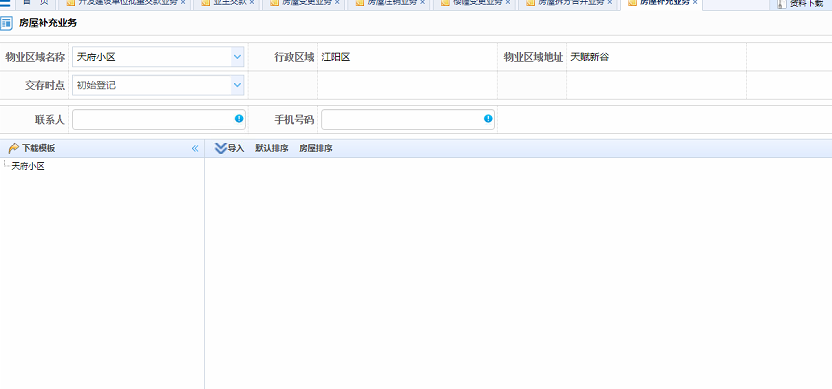 首 页 开发建设单位批量交款业务 业主交款 房屋变更业务 房屋注销业务 楼幢变更业务 房屋拆分合并业务 房屋补充业务 资料下载
房屋补充业务
物业区域名称 天府小区 行政区域 江阳区 物业区域地址 天赋新谷
交存时点 初始登记
联系人 手机号码
下载模板 导入 默认排序 房屋排序
天府小区